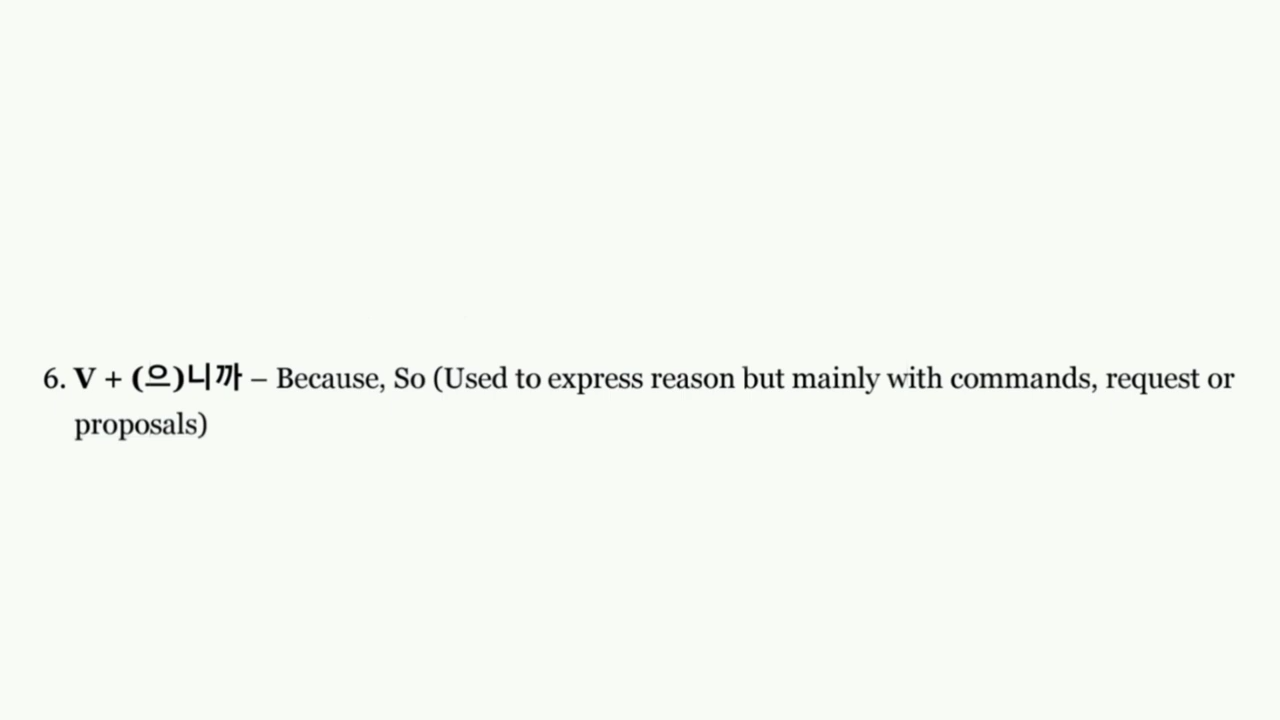 6. V + (으)니까 – Because, So (Used to express reason but mainly with commands, request or
proposals)